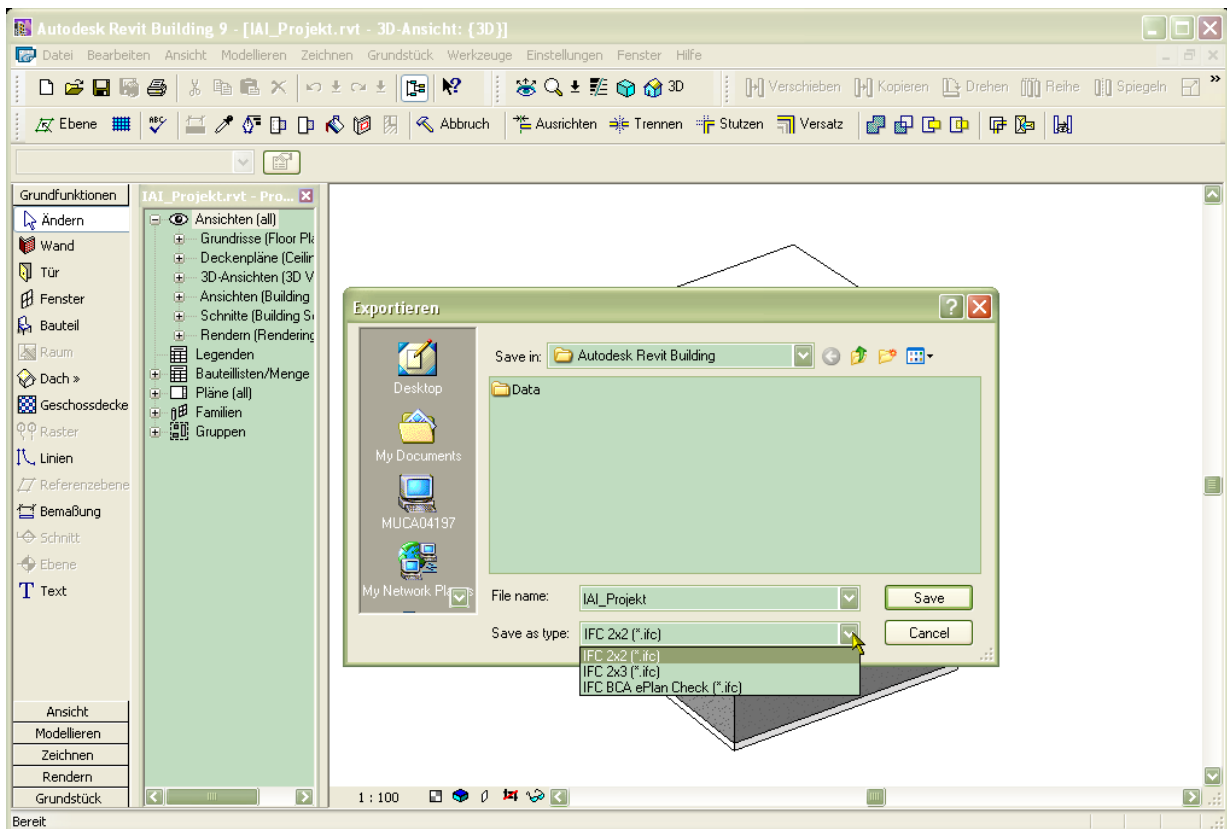 Autodesk Revit Building 9 - [IAI_Projekt.rvt - 3D-Ansicht: {3D}]
Datei Bearbeiten Ansicht Modellieren Zeichnen Grundstück Werkzeuge Einstellungen Fenster Hilfe
3D Verschieben Kopieren Drehen Reihe Spiegeln
Ebene Abbruch Ausrichten Trennen Stutzen Versatz
Grundfunktionen
Ändern
Wand
Tür
Fenster
Bauteil
Raum
Dach »
Geschossdecke
Raster
Linien
Referenzebene
Bemaßung
Schnitt
Ebene
Text
Ansicht
Modellieren
Zeichnen
Rendern
Grundstück
IAI_Projekt.rvt - Pro...
Ansichten (all)
Grundrisse (Floor Pla
Deckenpläne (Ceilin
3D-Ansichten (3D V
Ansichten (Building
Schnitte (Building Se
Rendern (Rendering
Legenden
Bauteillisten/Menge
Pläne (all)
Familien
Gruppen
Exportieren
Save in: Autodesk Revit Building
Desktop
My Documents
MUCA04197
My Network Places
Data
File name: IAI_Projekt Save
Save as type: IFC 2x2 (*.ifc) Cancel
IFC 2x2 (*.ifc)
IFC 2x3 (*.ifc)
IFC BCA ePlan Check (*.ifc)
1 : 100
Bereit